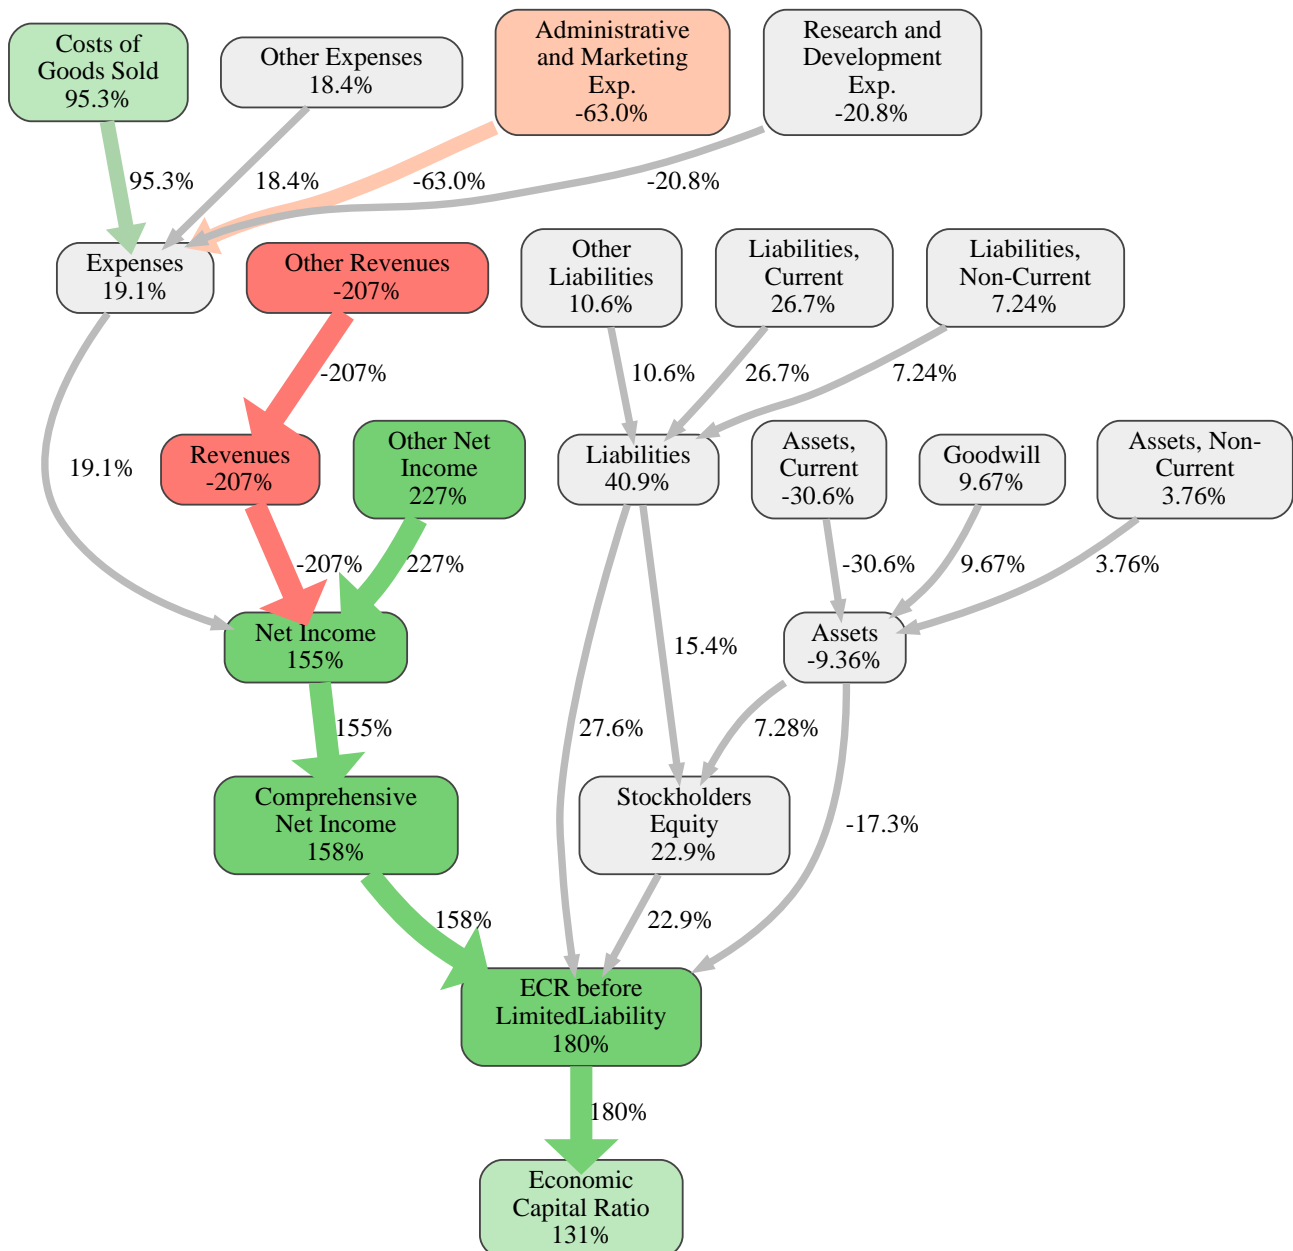 Costs of
Goods Sold
95.3%
Other Expenses
18.4%
Administrative
and Marketing
Exp.
-63.0%
Research and
Development
Exp.
-20.8%
95.3%
18.4%
-63.0%
-20.8%
Expenses
19.1%
Other Revenues
-207%
Other
Liabilities
10.6%
Liabilities,
Current
26.7%
Liabilities,
Non-Current
7.24%
-207%
10.6%
26.7%
7.24%
19.1%
Revenues
-207%
Other Net
Income
227%
Liabilities
40.9%
Assets,
Current
-30.6%
Goodwill
9.67%
Assets, Non-
Current
3.76%
-207%
227%
-30.6%
9.67%
3.76%
Net Income
155%
15.4%
Assets
-9.36%
155%
27.6%
7.28%
Comprehensive
Net Income
158%
Stockholders
Equity
22.9%
-17.3%
158%
22.9%
ECR before
LimitedLiability
180%
180%
Economic
Capital Ratio
131%